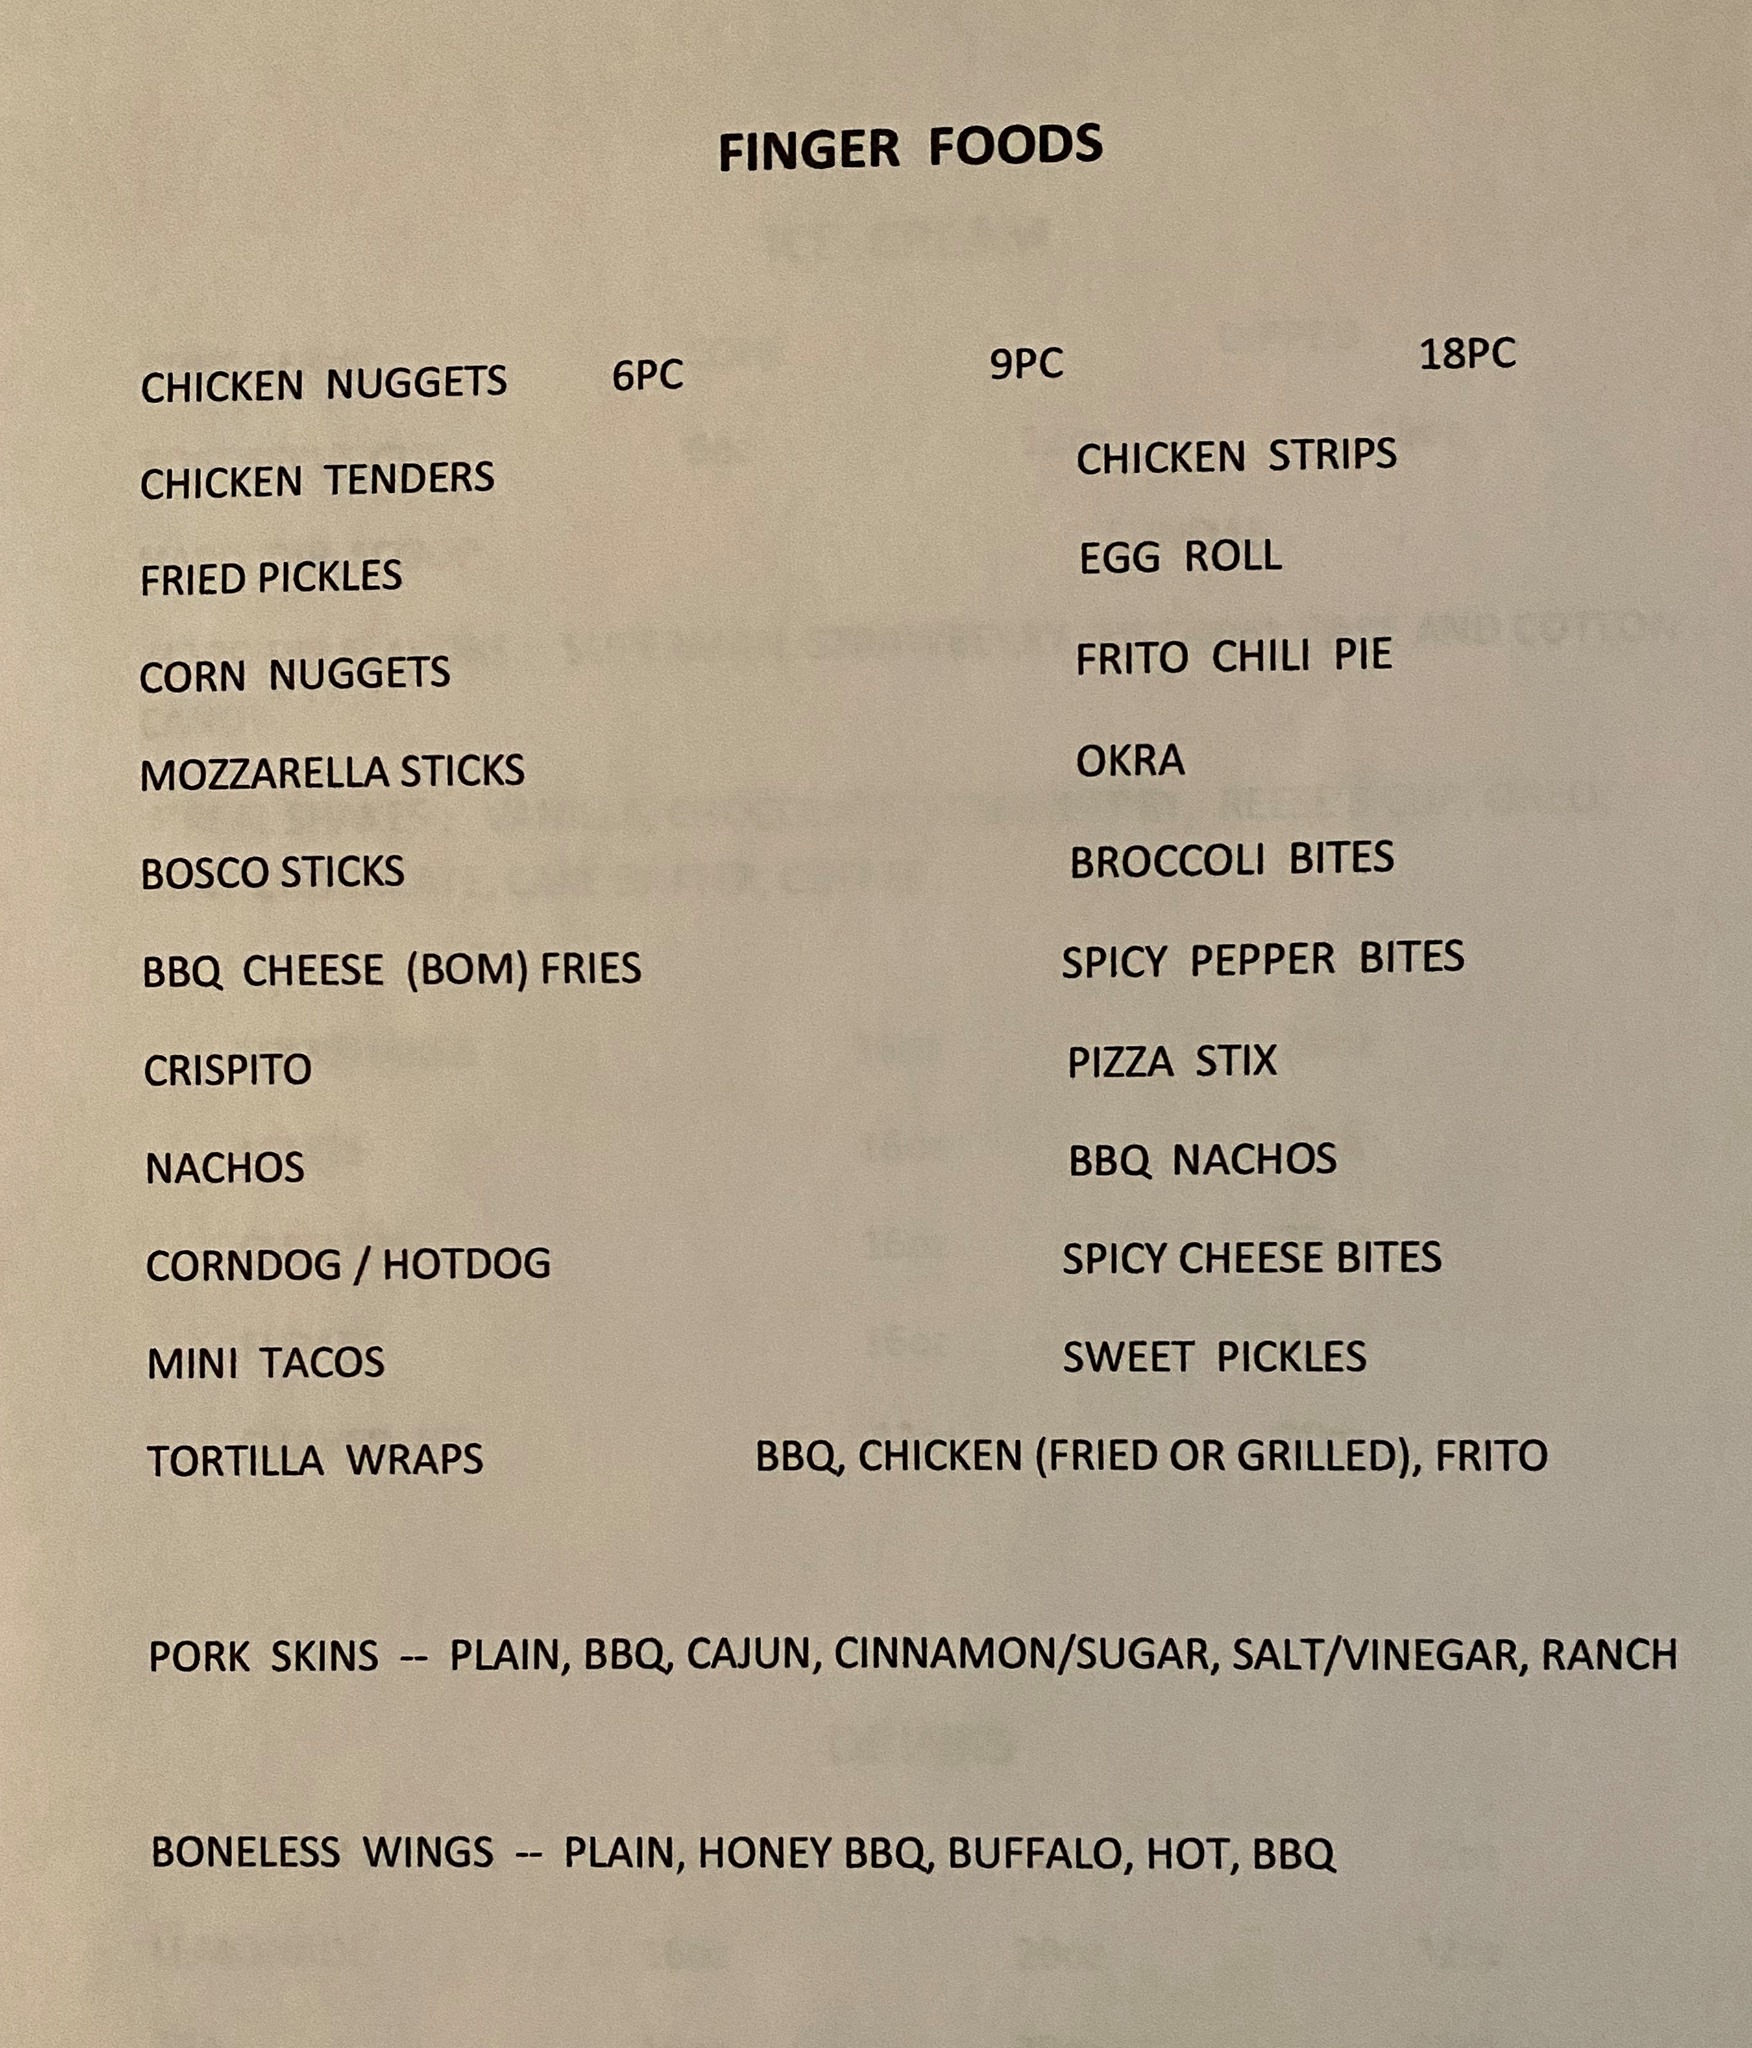 FINGER FOODS
CHICKEN NUGGETS 6PC 9PC 18PC
CHICKEN TENDERS CHICKEN STRIPS
FRIED PICKLES EGG ROLL
CORN NUGGETS FRITO CHILI PIE
MOZZARELLA STICKS OKRA
BOSCO STICKS BROCCOLI BITES
BBQ CHEESE (BOM) FRIES SPICY PEPPER BITES
CRISPITO PIZZA STIX
NACHOS BBQ NACHOS
CORNDOG / HOTDOG SPICY CHEESE BITES
MINI TACOS SWEET PICKLES
TORTILLA WRAPS BBQ, CHICKEN (FRIED OR GRILLED), FRITO
PORK SKINS -- PLAIN, BBQ, CAJUN, CINNAMON/SUGAR, SALT/VINEGAR, RANCH
BONELESS WINGS -- PLAIN, HONEY BBQ, BUFFALO, HOT, BBQ